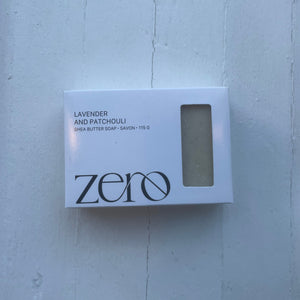 LAVENDER
AND PATCHOULI
SHEA BUTTER SOAP • SAVON • 115 G
zero